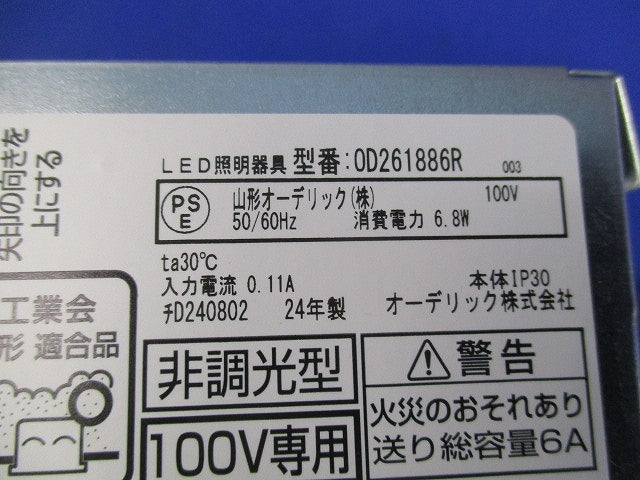 矢印の向きを
上にする
LED照明器具 型番:OD261886R 003
PSE 山形オーデリック(株) 100V
50/60Hz 消費電力 6.8W
ta30℃
入力電流 0.11A 本体IP30
チD240802 24年製 オーデリック株式会社
工業会
形 適合品
非調光型
100V専用
警告
火災のおそれあり
送り総容量6A